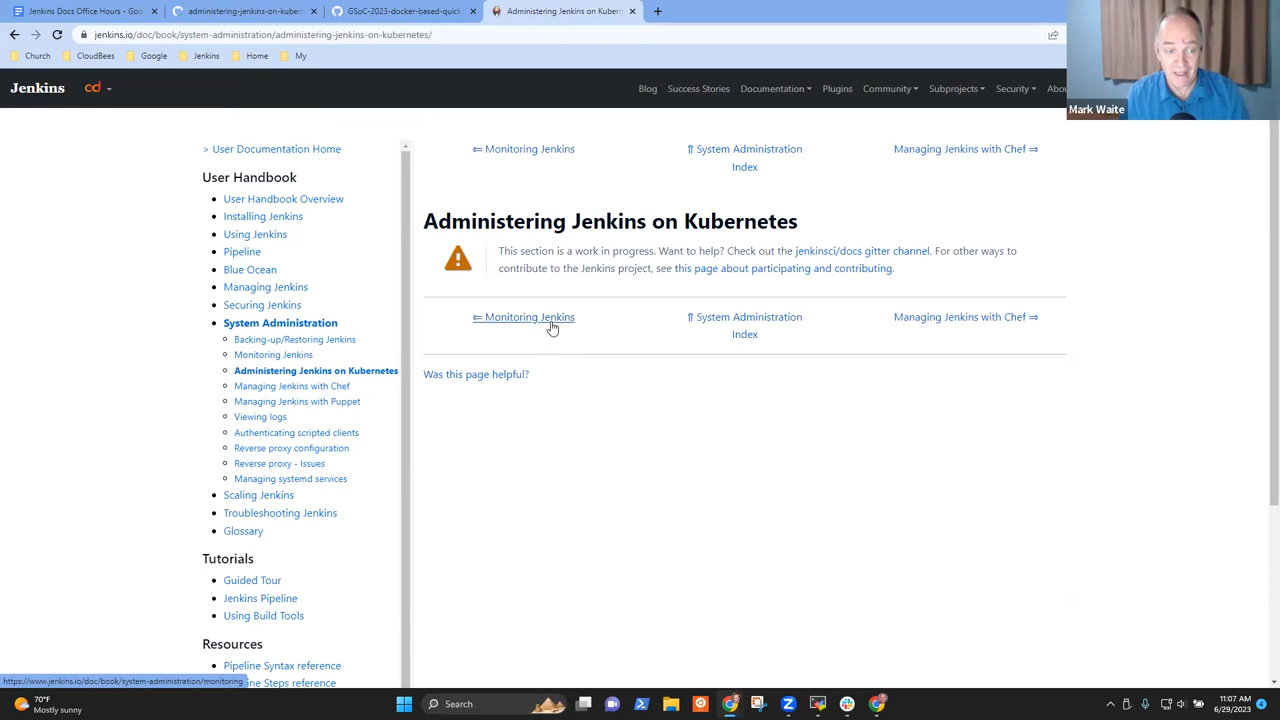 Jenkins Docs Office Hours - Goog
administering-jenkins-on-kubern
GSoC-2023-docker-based-quicks
Administering Jenkins on Kubern
jenkins.io/doc/book/system-administration/administering-jenkins-on-kubernetes/
Church CloudBees Google Jenkins Home My
Jenkins cd
Blog Success Stories Documentation Plugins Community Subprojects Security Abou
Mark Waite
> User Documentation Home
User Handbook
User Handbook Overview
Installing Jenkins
Using Jenkins
Pipeline
Blue Ocean
Managing Jenkins
Securing Jenkins
System Administration
Backing-up/Restoring Jenkins
Monitoring Jenkins
Administering Jenkins on Kubernetes
Managing Jenkins with Chef
Managing Jenkins with Puppet
Viewing logs
Authenticating scripted clients
Reverse proxy configuration
Reverse proxy - Issues
Managing systemd services
Scaling Jenkins
Troubleshooting Jenkins
Glossary
Tutorials
Guided Tour
Jenkins Pipeline
Using Build Tools
Resources
Pipeline Syntax reference
ine Steps reference
⇐ Monitoring Jenkins
⇑ System Administration
Index
Managing Jenkins with Chef ⇒
Administering Jenkins on Kubernetes
This section is a work in progress. Want to help? Check out the jenkinsci/docs gitter channel. For other ways to
contribute to the Jenkins project, see this page about participating and contributing.
⇐ Monitoring Jenkins
⇑ System Administration
Index
Managing Jenkins with Chef ⇒
Was this page helpful?
https://www.jenkins.io/doc/book/system-administration/monitoring
70°F
Mostly sunny
Search
11:07 AM
6/29/2023